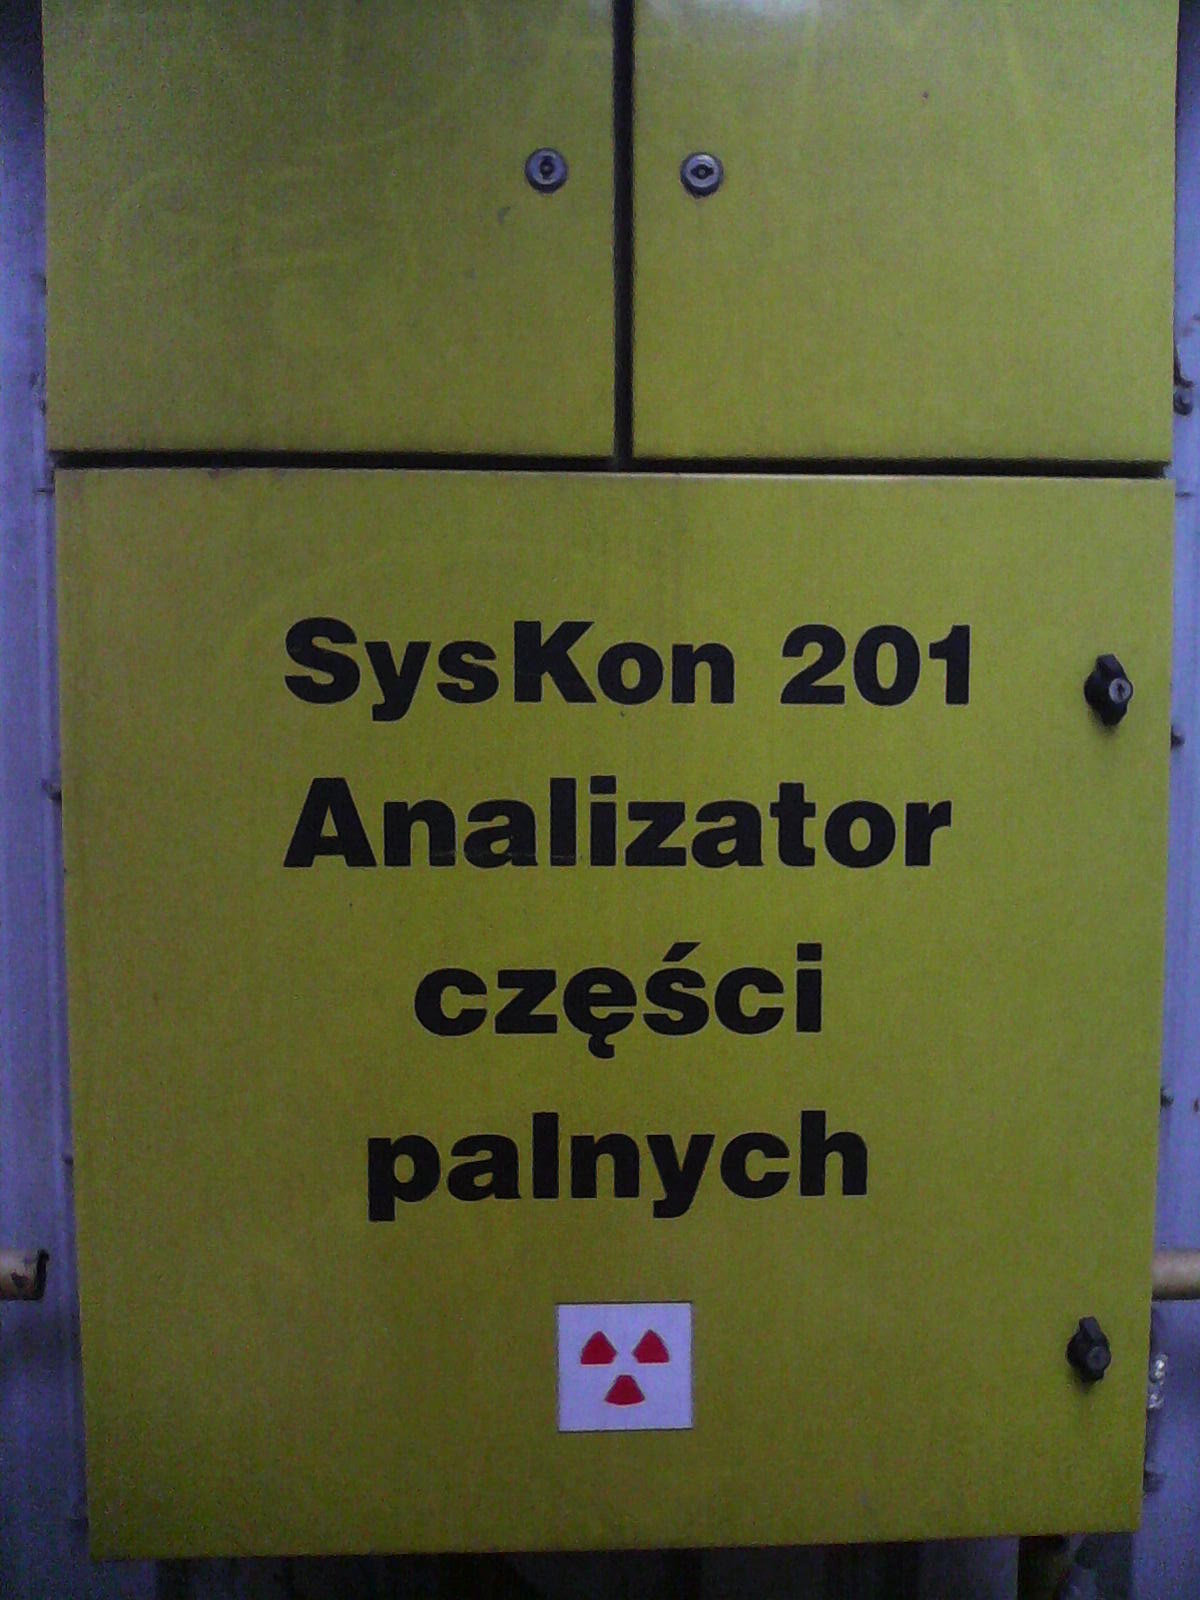 SysKon 201
Analizator
części
palnych